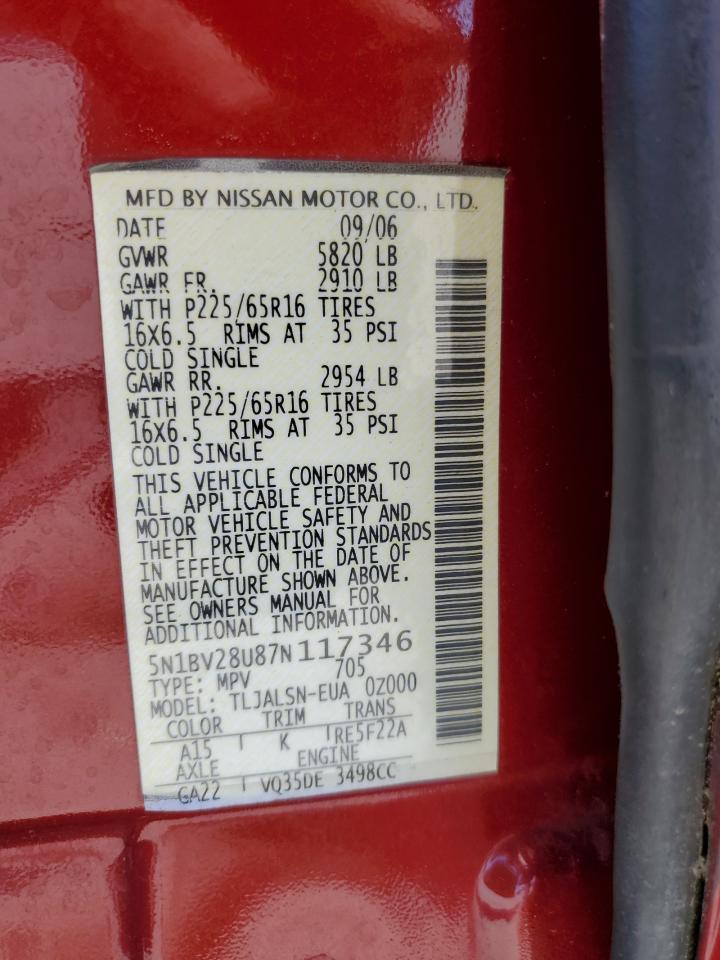 MFD BY NISSAN MOTOR CO., LTD.
DATE 09/06
GVWR 5820 LB
GAWR FR. 2910 LB
WITH P225/65R16 TIRES
16X6.5 RIMS AT 35 PSI
COLD SINGLE
GAWR RR. 2954 LB
WITH P225/65R16 TIRES
16X6.5 RIMS AT 35 PSI
COLD SINGLE
THIS VEHICLE CONFORMS TO
ALL APPLICABLE FEDERAL
MOTOR VEHICLE SAFETY AND
THEFT PREVENTION STANDARDS
IN EFFECT ON THE DATE OF
MANUFACTURE SHOWN ABOVE.
SEE OWNERS MANUAL FOR
ADDITIONAL INFORMATION.
5N1BV28U87N117346
TYPE: MPV 705
MODEL: TLJALSN-EUA 0Z000
COLOR TRIM TRANS
A15 K RE5F22A
AXLE ENGINE
GA22 VQ35DE 3498CC